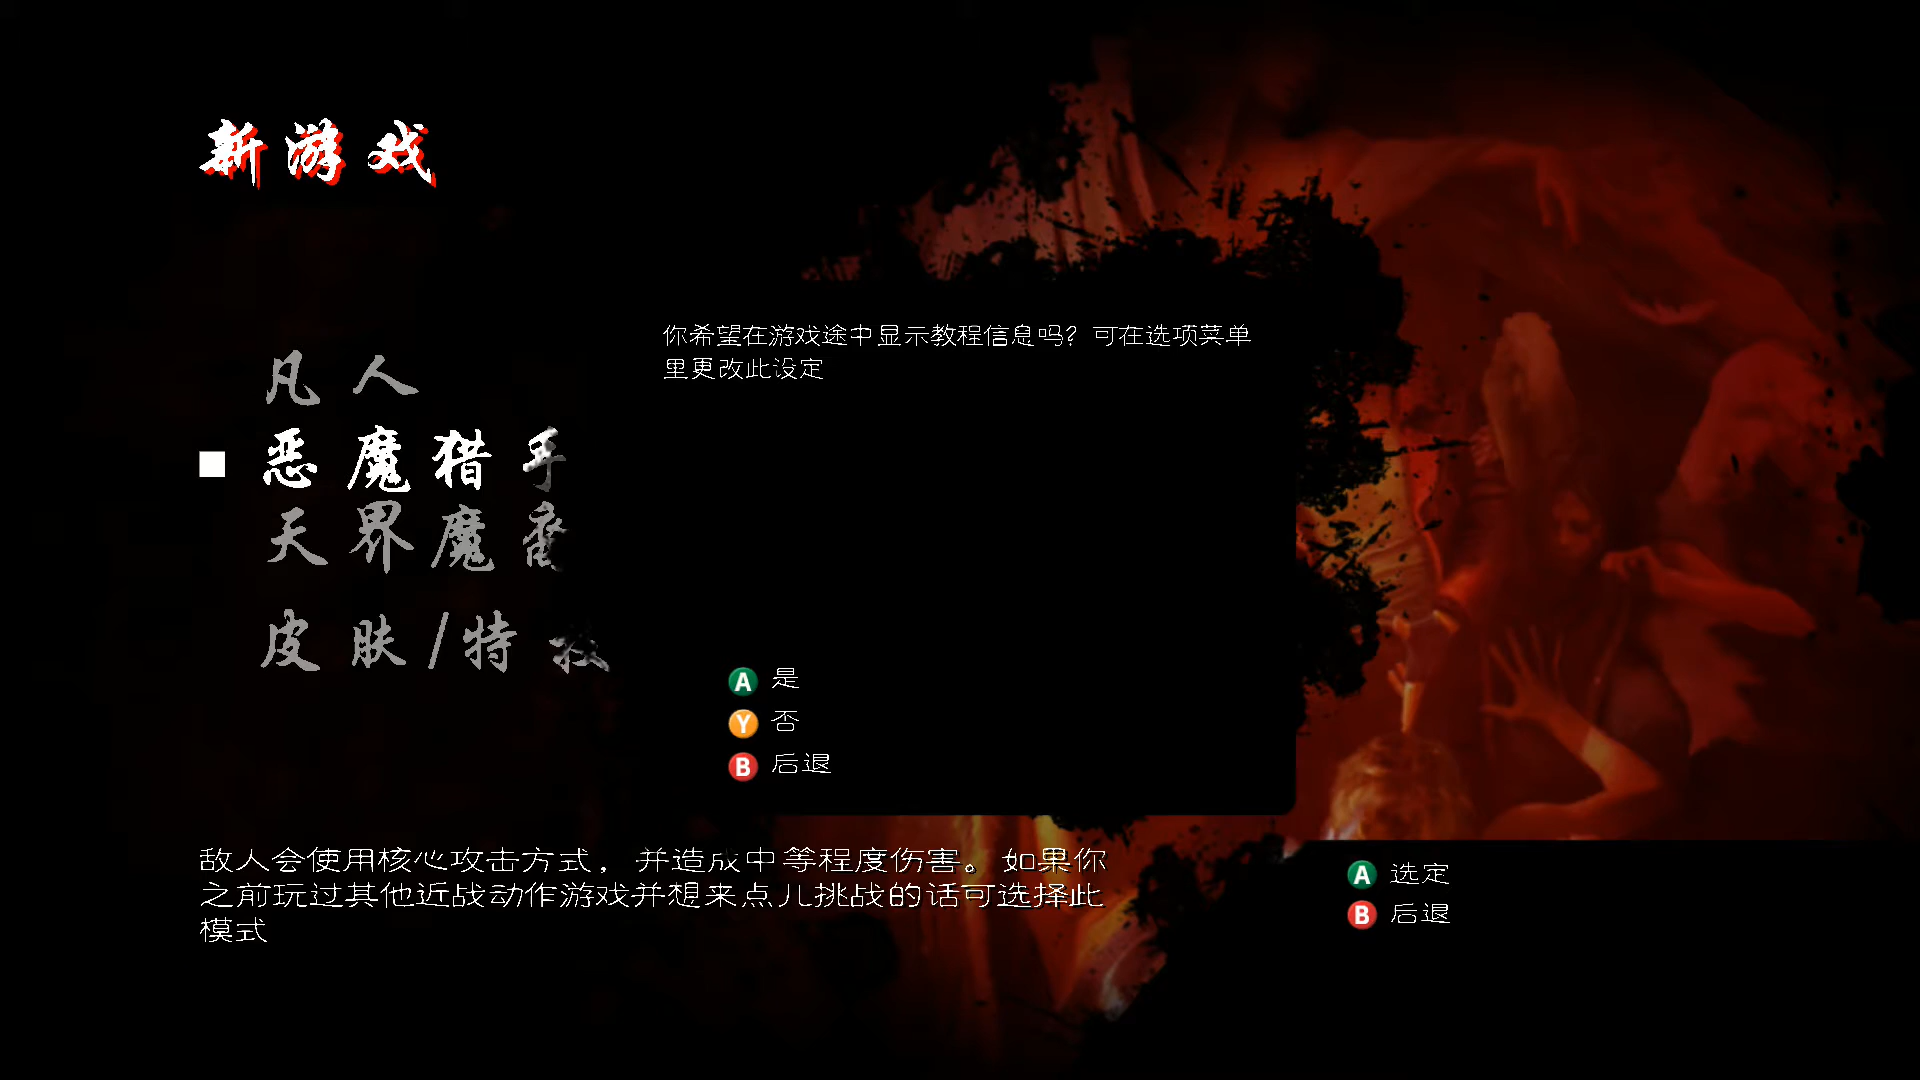 新游戏
凡人
恶魔猎手
天界魔裔
皮肤/特技
你希望在游戏途中显示教程信息吗？可在选项菜单
里更改此设定
A 是
Y 否
B 后退
敌人会使用核心攻击方式，并造成中等程度伤害。如果你
之前玩过其他近战动作游戏并想来点儿挑战的话可选择此
模式
A 选定
B 后退